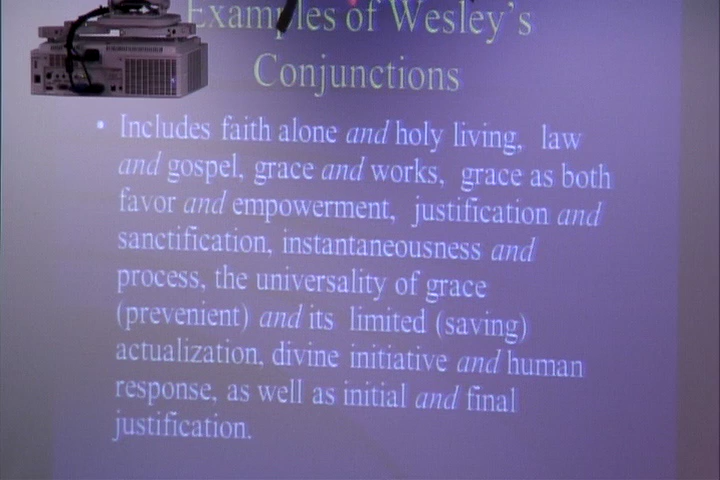 Examples of Wesley's
Conjunctions
• Includes faith alone and holy living, law
and gospel, grace and works, grace as both
favor and empowerment, justification and
sanctification, instantaneousness and
process, the universality of grace
(prevenient) and its limited (saving)
actualization, divine initiative and human
response, as well as initial and final
justification.